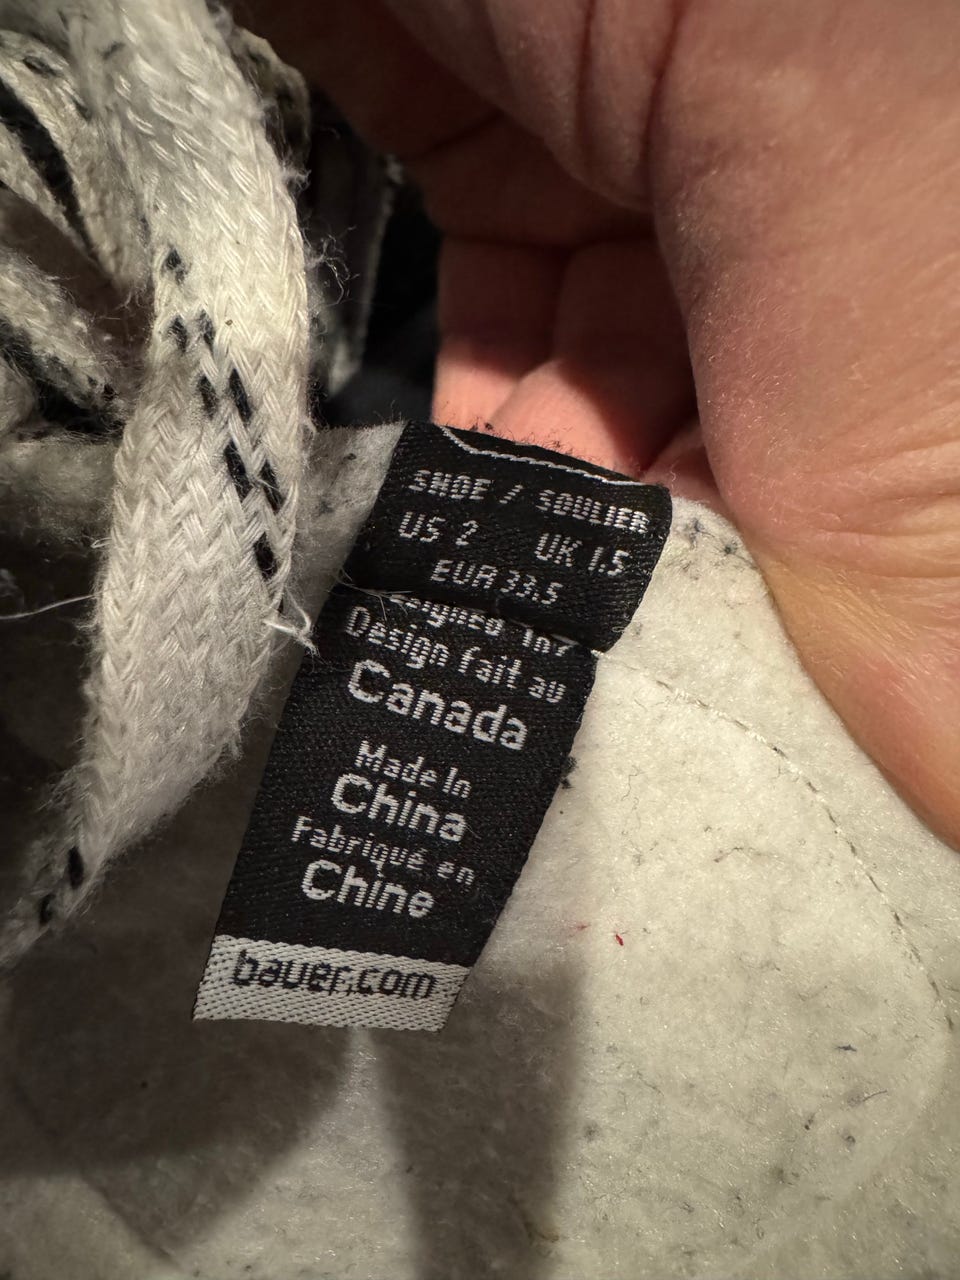 SHOE / SOULIER
US 2 UK 1.5
EUR 33.5
Design fait au
Canada
Made In
China
Fabriqué en
Chine
bauer.com